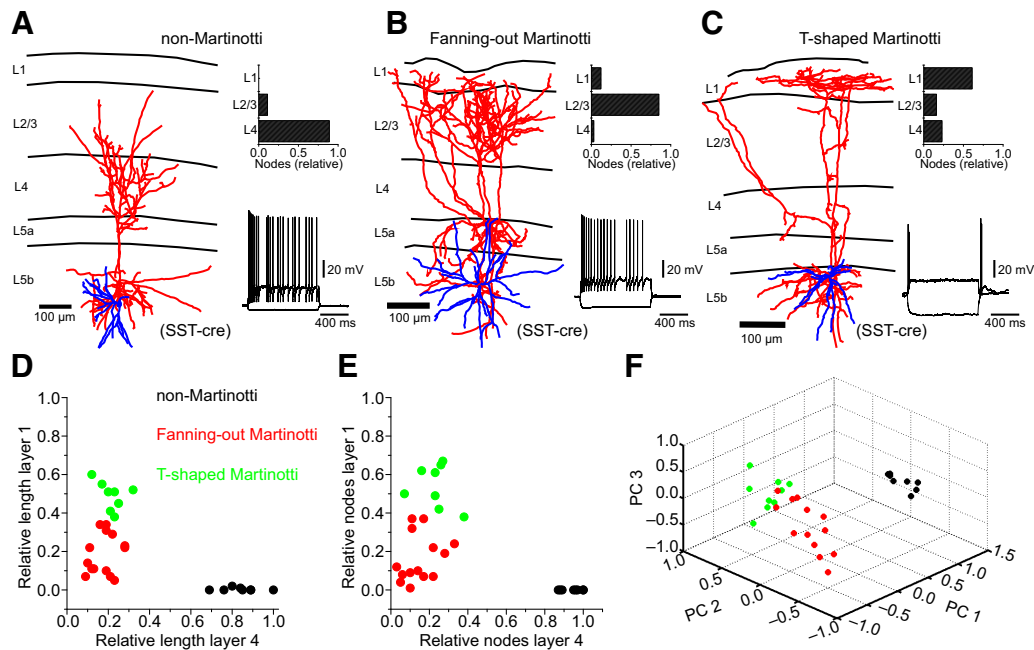 A
non-Martinotti
L1
L2/3
L4
L5a
L5b
L1
L2/3
L4
0.0 0.5 1.0
Nodes (relative)
20 mV
400 ms
100 µm
(SST-cre)
B
Fanning-out Martinotti
L1
L2/3
L4
L5a
L5b
L1
L2/3
L4
0.0 0.5 1.0
Nodes (relative)
20 mV
400 ms
100 µm
(SST-cre)
C
T-shaped Martinotti
L1
L2/3
L4
L5a
L5b
L1
L2/3
L4
0.0 0.5 1.0
Nodes (relative)
20 mV
400 ms
100 µm
(SST-cre)
D
non-Martinotti
Fanning-out Martinotti
T-shaped Martinotti
Relative length layer 1
1.0
0.8
0.6
0.4
0.2
0.0
0.0 0.2 0.4 0.6 0.8 1.0
Relative length layer 4
E
Relative nodes layer 1
1.0
0.8
0.6
0.4
0.2
0.0
0.0 0.2 0.4 0.6 0.8 1.0
Relative nodes layer 4
F
PC 3
1.0
0.5
0.0
−0.5
−1.0
1.0
0.5
0.0
−0.5
−1.0
PC 2
−1.0
−0.5
0.0
0.5
1.0
1.5
PC 1